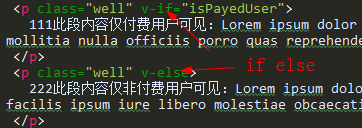 <p class="well" v-if="isPayedUser">
111此段内容仅付费用户可见：Lorem ipsum dolor
mollitia nulla officiis porro quas reprehende
</p>
<p class="well" v-else> if else
222此段内容仅非付费用户可见：Lorem ipsum dol
facilis ipsum iure libero molestiae obcaecati
</p>